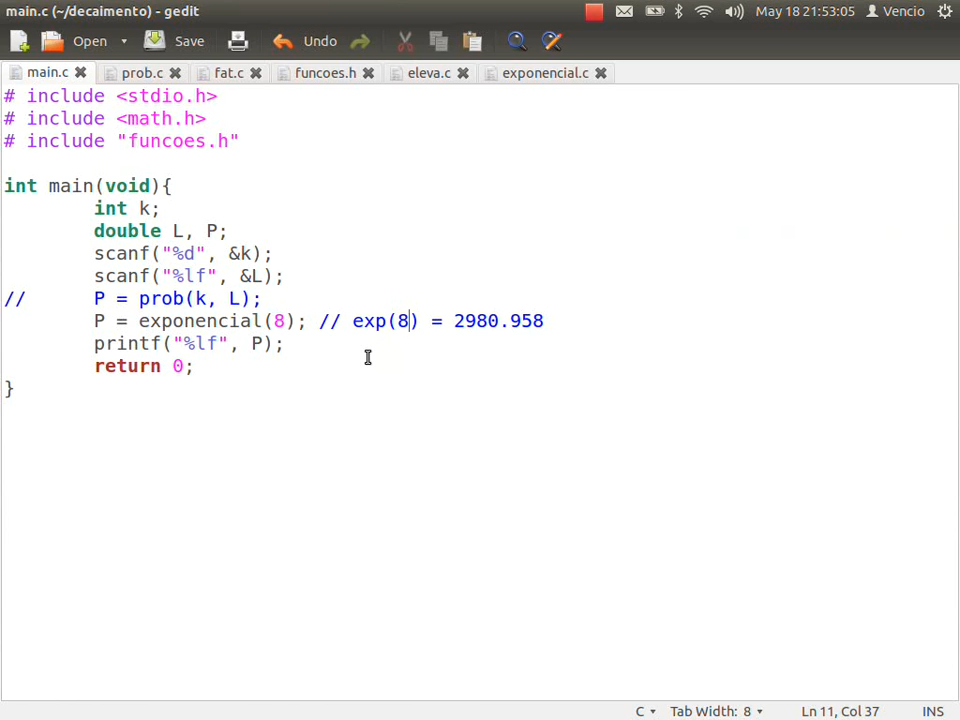 main.c (~/decaimento) - gedit
May 18 21:53:05
Vencio
Open
Save
Undo
main.c
prob.c
fat.c
funcoes.h
eleva.c
exponencial.c
# include <stdio.h>
# include <math.h>
# include "funcoes.h"
int main(void){
int k;
double L, P;
scanf("%d", &k);
scanf("%lf", &L);
// P = prob(k, L);
P = exponencial(8); // exp(8) = 2980.958
printf("%lf", P);
return 0;
}
C
Tab Width: 8
Ln 11, Col 37
INS